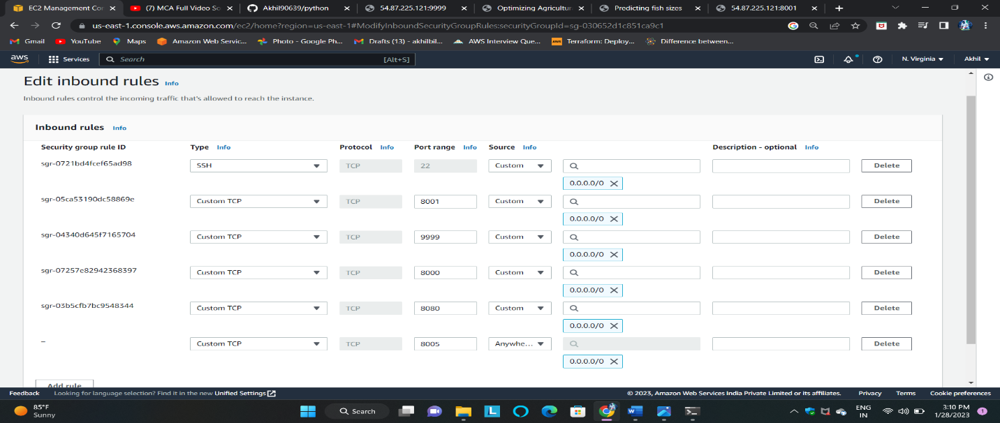 EC2 Management Con
(7) MCA Full Video So
Akhil90639/python
54.87.225.121:9999
Optimizing Agricultur
Predicting fish sizes
54.87.225.121:8001
us-east-1.console.aws.amazon.com/ec2/home?region=us-east-1#ModifyInboundSecurityGroupRules:securityGroupId=sg-030652d1c851ca9c1
Gmail YouTube Maps Amazon Web Servic... Photo - Google Ph... Drafts (13) - akhilbil... AWS Interview Que... Terraform: Deploy... Difference between...
aws Services Search [Alt+S] N. Virginia Akhil
Edit inbound rules Info
Inbound rules control the incoming traffic that's allowed to reach the instance.
Inbound rules Info
Security group rule ID Type Info Protocol Info Port range Info Source Info Description - optional Info
sgr-0721bd4fcef65ad98 SSH TCP 22 Custom Delete
0.0.0.0/0
sgr-05ca53190dc58869e Custom TCP TCP 8001 Custom Delete
0.0.0.0/0
sgr-04340d645f7165704 Custom TCP TCP 9999 Custom Delete
0.0.0.0/0
sgr-07257e82942368397 Custom TCP TCP 8000 Custom Delete
0.0.0.0/0
sgr-03b5cfb7bc9548344 Custom TCP TCP 8080 Custom Delete
0.0.0.0/0
– Custom TCP TCP 8005 Anywhe... Delete
0.0.0.0/0
Add rule
Feedback Looking for language selection? Find it in the new Unified Settings © 2023, Amazon Web Services India Private Limited or its affiliates. Privacy Terms Cookie preferences
85°F
Sunny
Search
ENG
IN
3:10 PM
1/28/2023
1